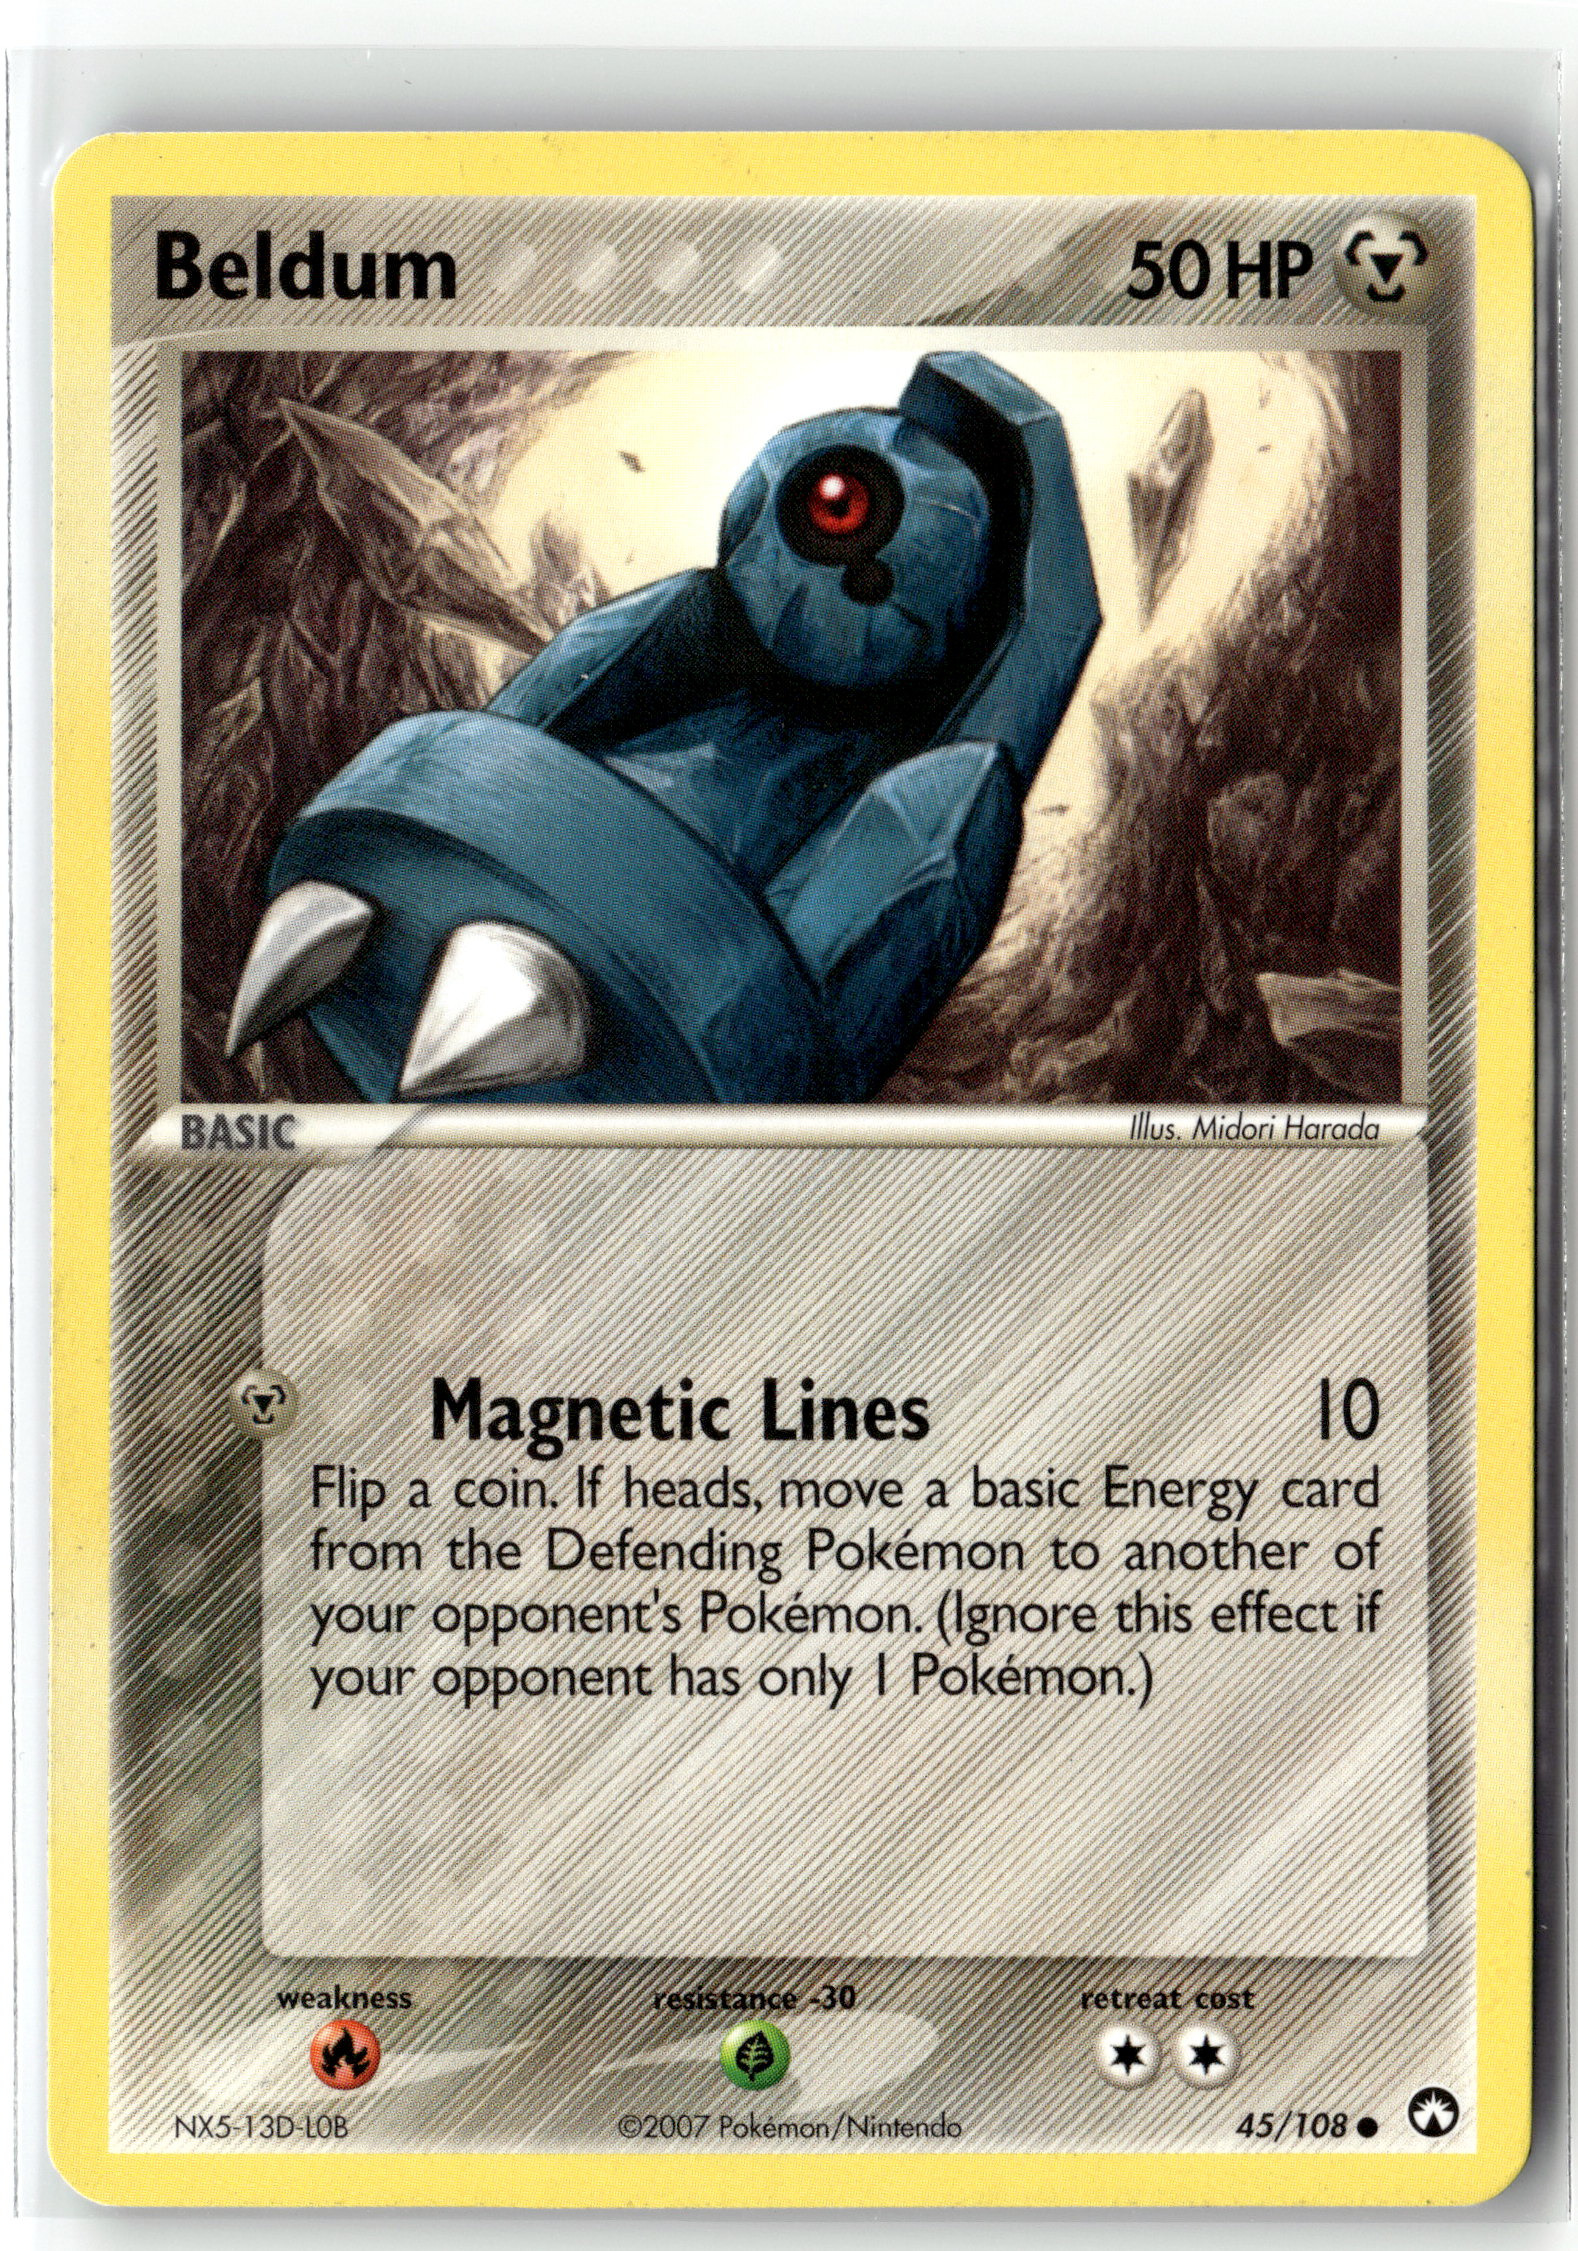 Beldum 50 HP
BASIC Illus. Midori Harada
Magnetic Lines 10
Flip a coin. If heads, move a basic Energy card
from the Defending Pokémon to another of
your opponent's Pokémon. (Ignore this effect if
your opponent has only 1 Pokémon.)
weakness resistance -30 retreat cost
NX5-13D-L0B ©2007 Pokémon/Nintendo 45/108